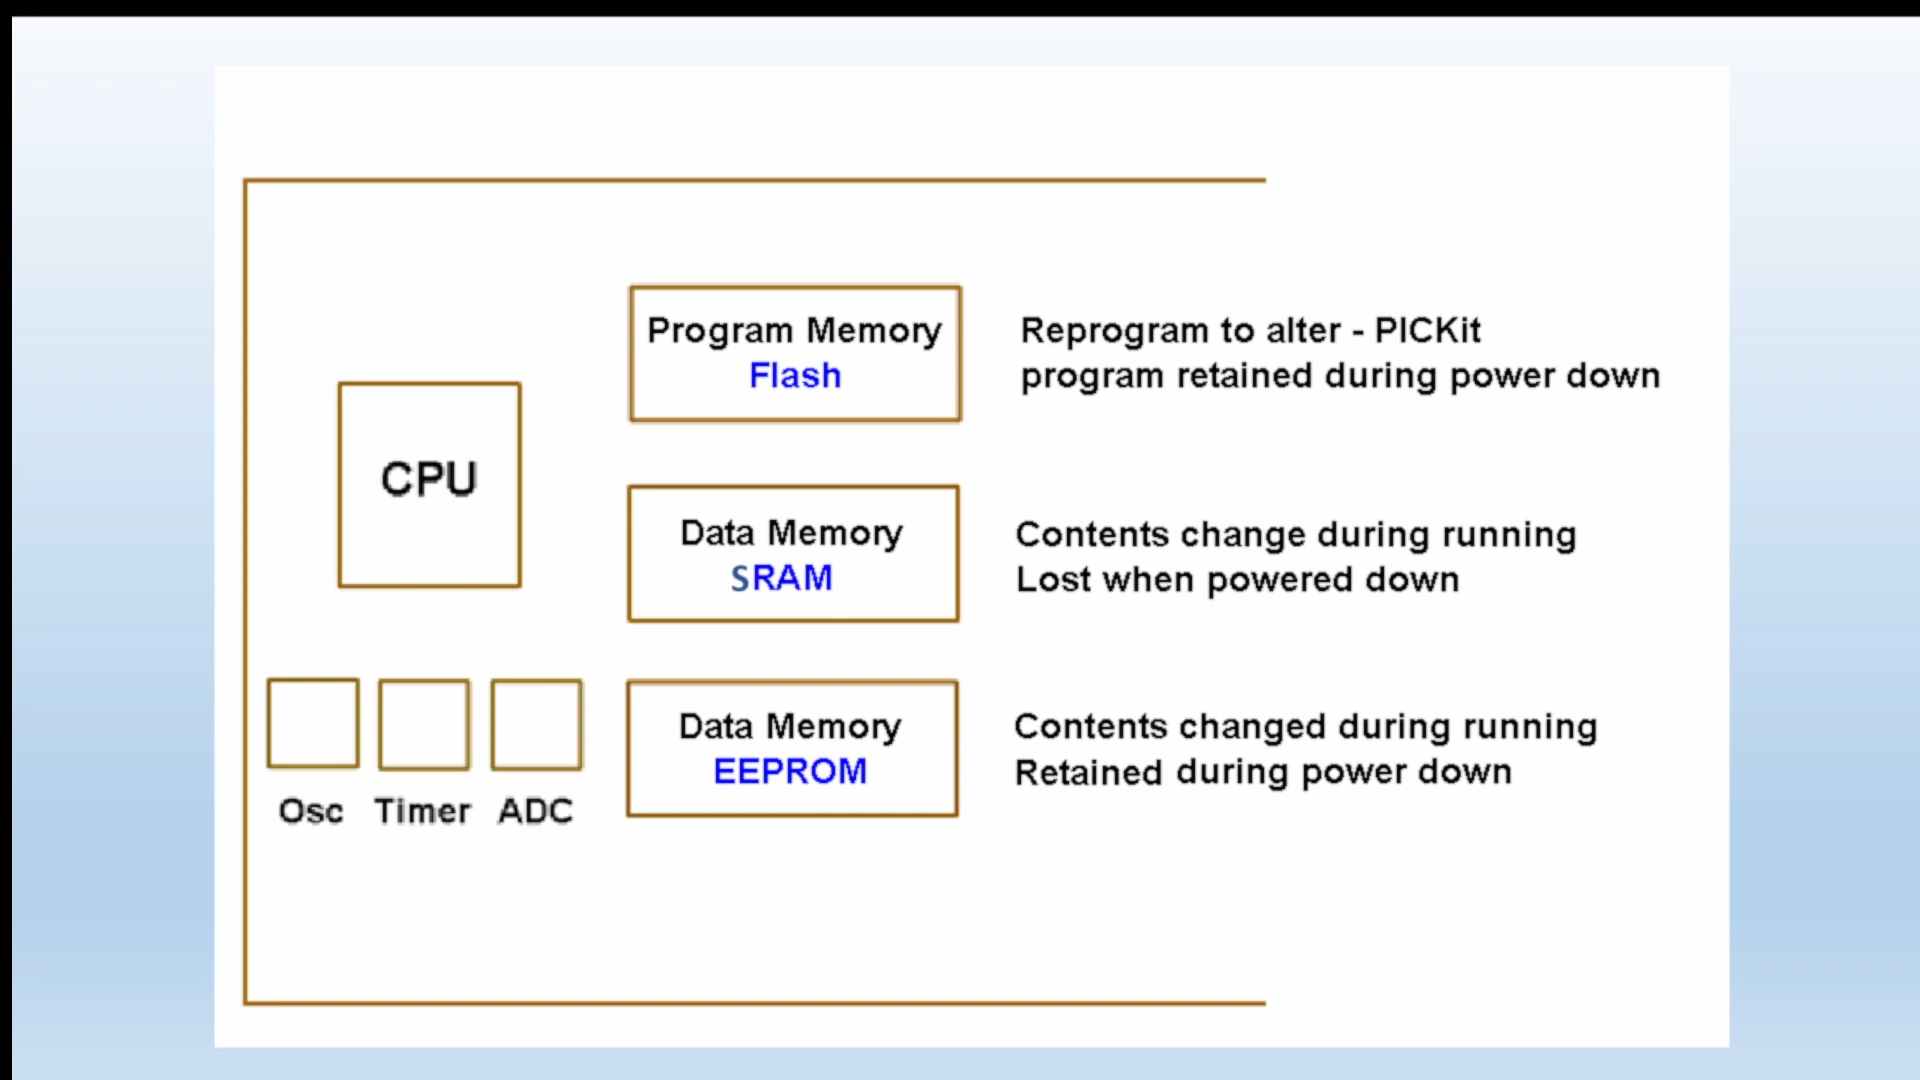 Program Memory
Flash
Reprogram to alter - PICKit
program retained during power down
CPU
Data Memory
SRAM
Contents change during running
Lost when powered down
Osc Timer ADC
Data Memory
EEPROM
Contents changed during running
Retained during power down